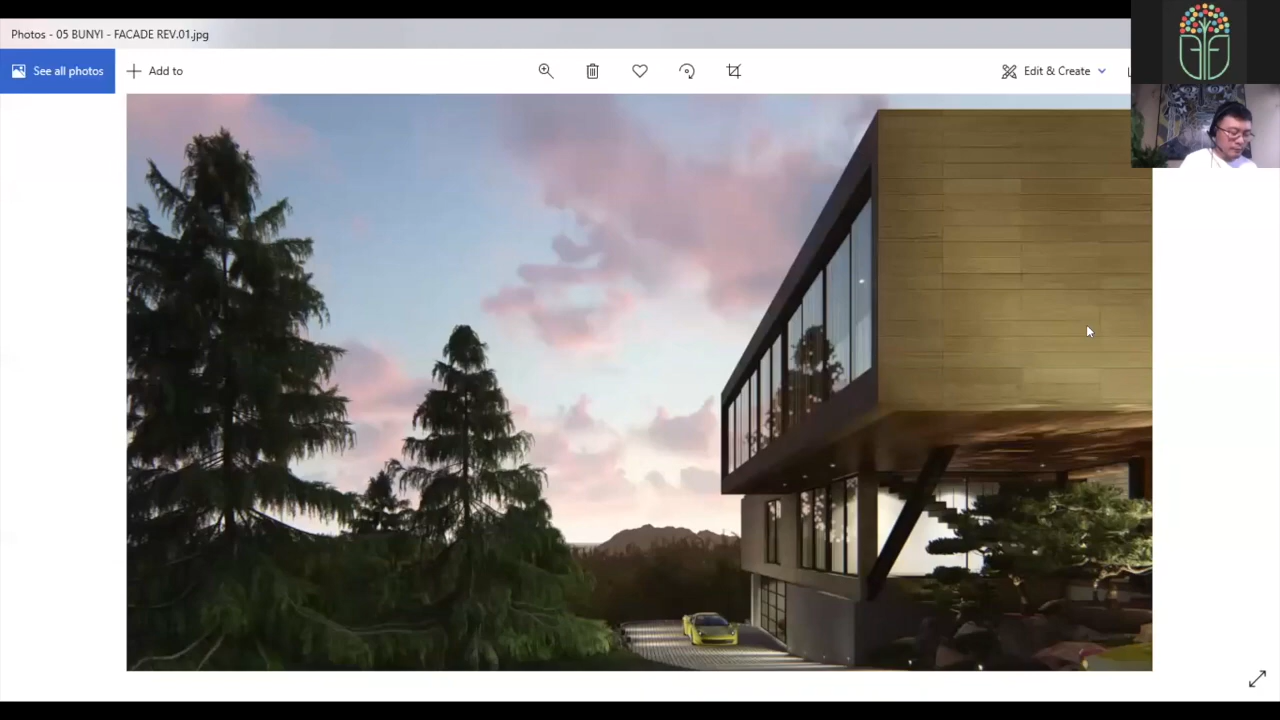 Photos - 05 BUNYI - FACADE REV.01.jpg
See all photos
Add to
Edit & Create